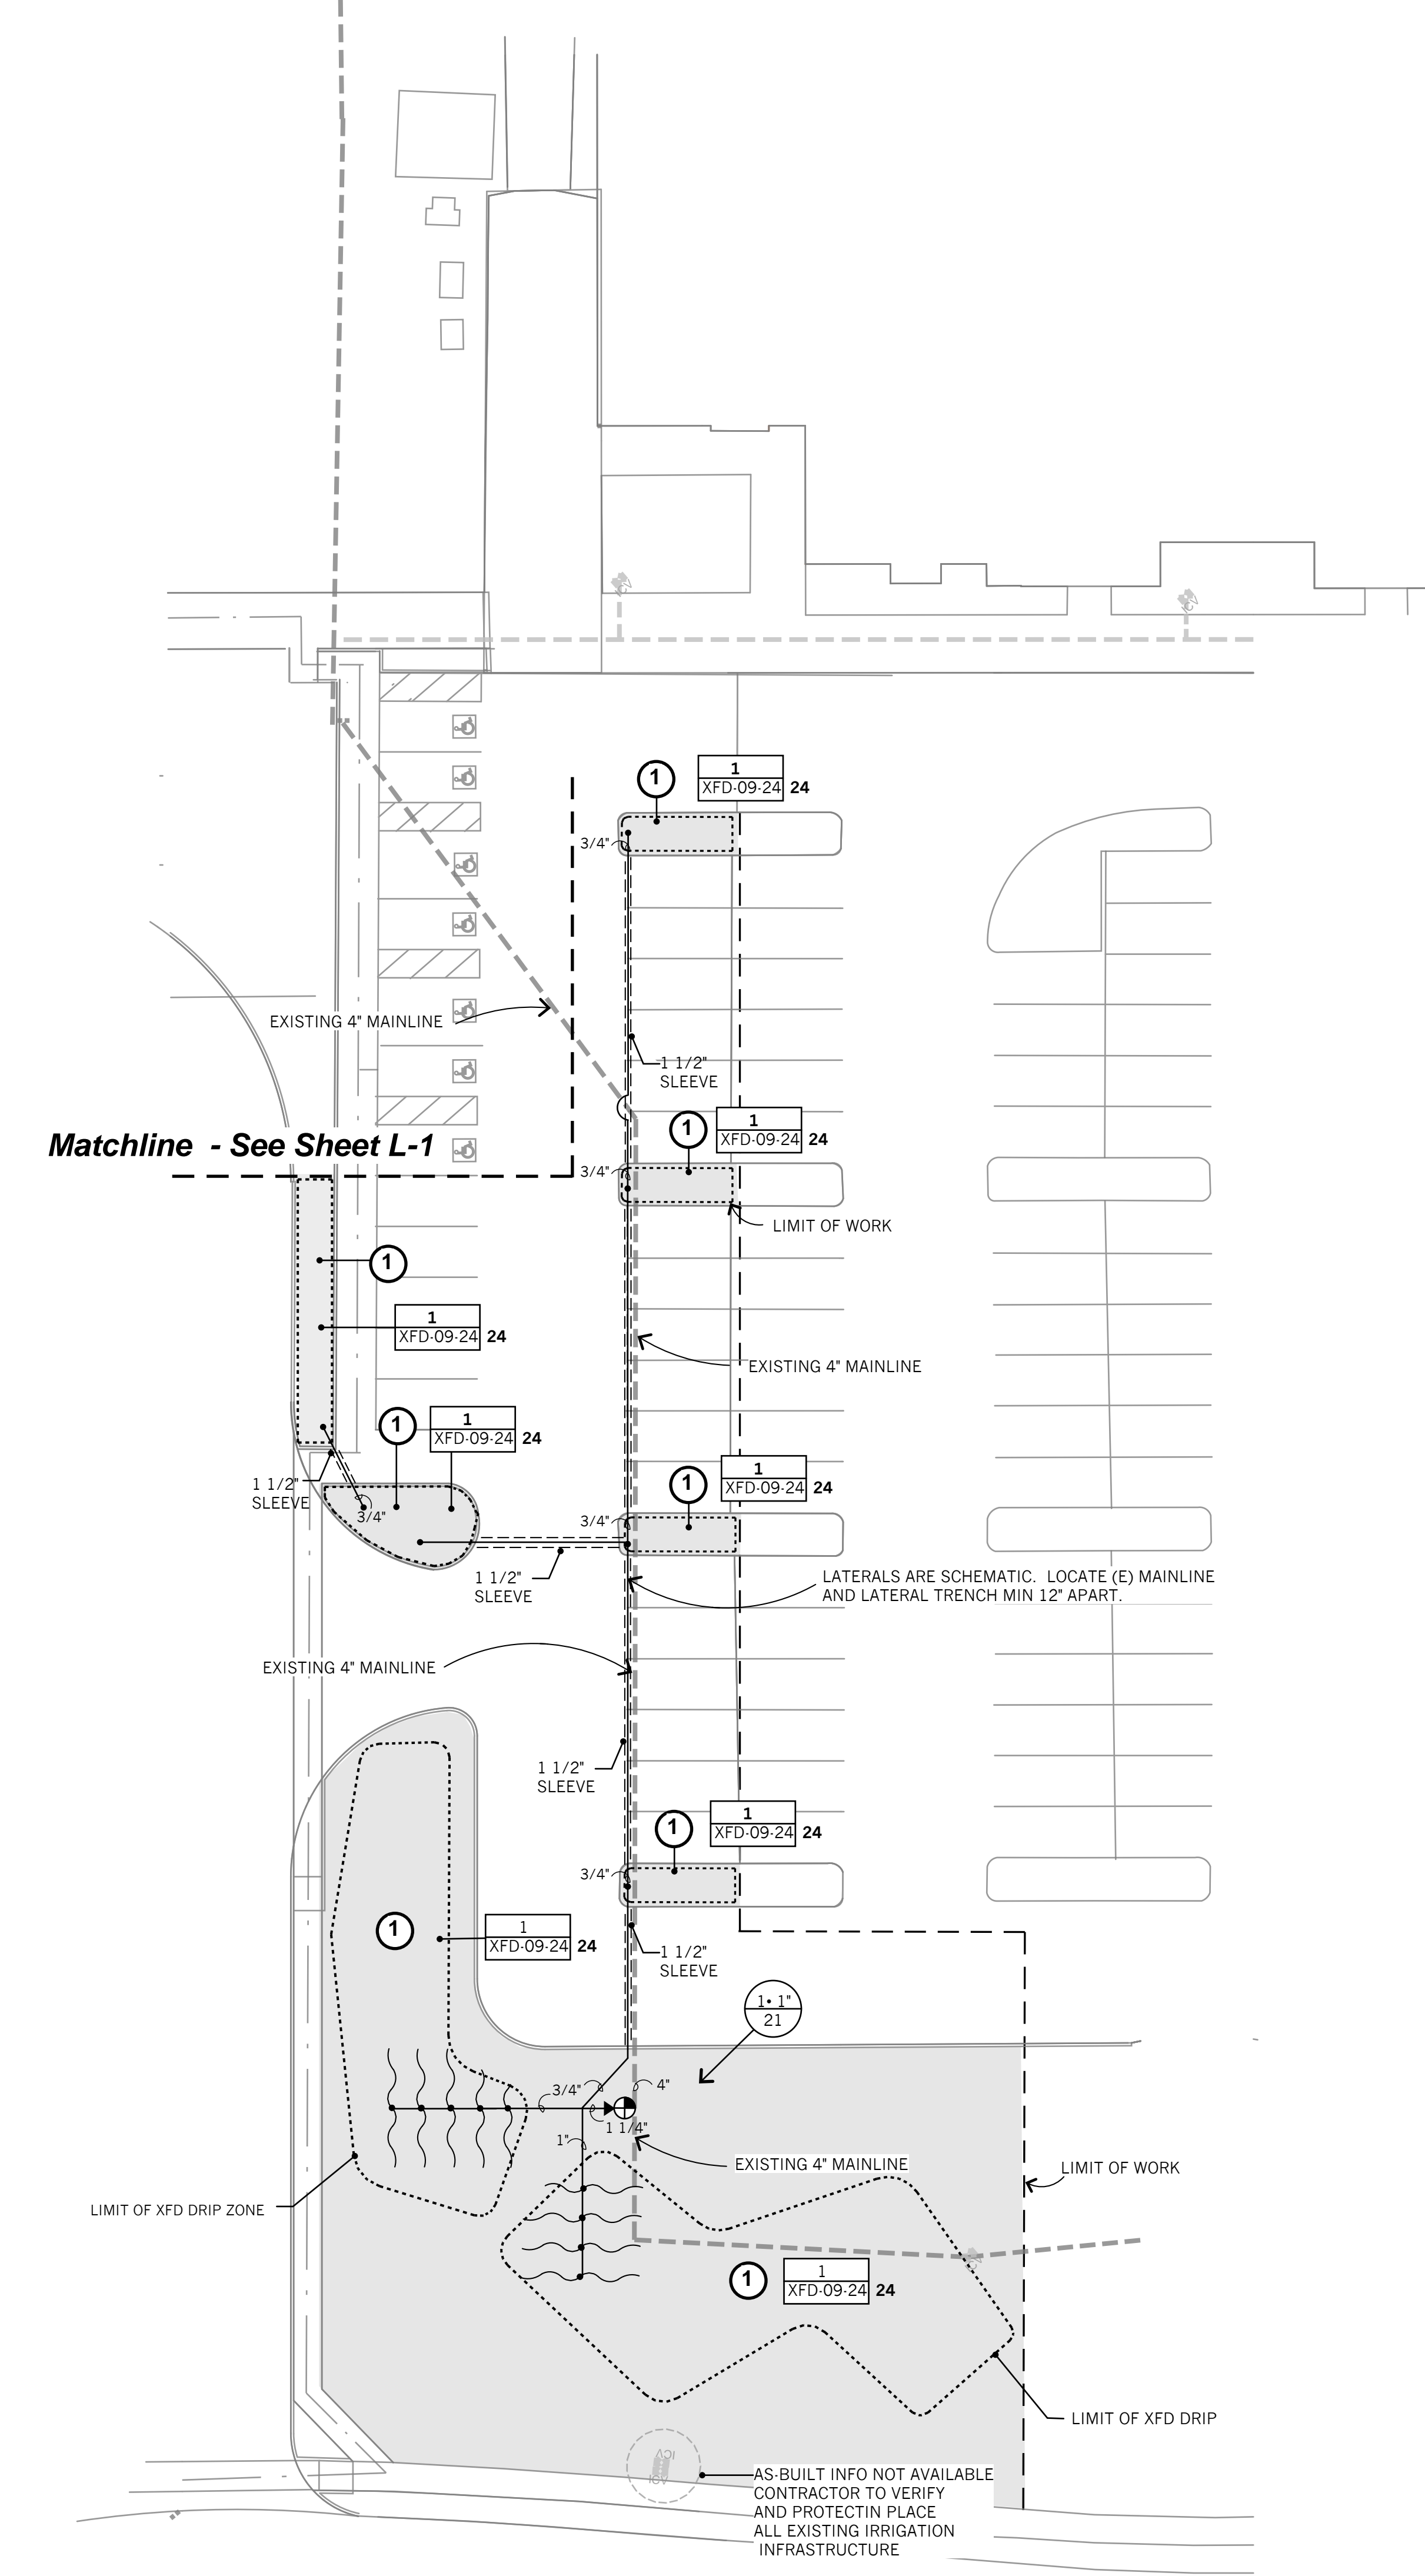 ICV
ICV
1
1
XFD-09-24 24
3/4"
EXISTING 4" MAINLINE
1 1/2"
SLEEVE
1
1
XFD-09-24 24
Matchline - See Sheet L-1
3/4"
LIMIT OF WORK
1
1
XFD-09-24 24
EXISTING 4" MAINLINE
1
1
XFD-09-24 24
1 1/2"
SLEEVE
3/4"
1
1
XFD-09-24 24
3/4"
1 1/2"
SLEEVE
LATERALS ARE SCHEMATIC. LOCATE (E) MAINLINE
AND LATERAL TRENCH MIN 12" APART.
EXISTING 4" MAINLINE
1 1/2"
SLEEVE
1
1
XFD-09-24 24
3/4"
1
1
XFD-09-24 24
1 1/2"
SLEEVE
1• 1"
21
3/4"
4"
1 1/4"
1"
EXISTING 4" MAINLINE
LIMIT OF WORK
LIMIT OF XFD DRIP ZONE
1
1
XFD-09-24 24
LIMIT OF XFD DRIP
ICV
ICV
AS-BUILT INFO NOT AVAILABLE
CONTRACTOR TO VERIFY
AND PROTECTIN PLACE
ALL EXISTING IRRIGATION
INFRASTRUCTURE